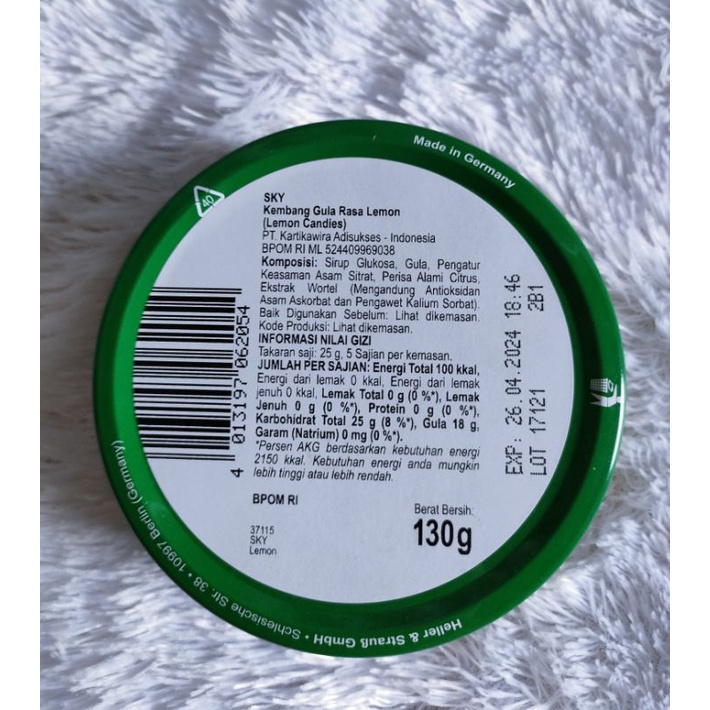 Made in Germany
40
SKY
Kembang Gula Rasa Lemon
(Lemon Candies)
PT. Kartikawira Adisukses - Indonesia
BPOM RI ML 524409969038
Komposisi: Sirup Glukosa, Gula, Pengatur
Keasaman Asam Sitrat, Perisa Alami Citrus,
Ekstrak Wortel (Mengandung Antioksidan
Asam Askorbat dan Pengawet Kalium Sorbat).
Baik Digunakan Sebelum: Lihat dikemasan.
Kode Produksi: Lihat dikemasan.
INFORMASI NILAI GIZI
Takaran saji: 25 g, 5 Sajian per kemasan.
JUMLAH PER SAJIAN: Energi Total 100 kkal,
Energi dari lemak 0 kkal, Energi dari lemak
jenuh 0 kkal, Lemak Total 0 g (0 %*), Lemak
Jenuh 0 g (0 %*), Protein 0 g (0 %*),
Karbohidrat Total 25 g (8 %*), Gula 18 g,
Garam (Natrium) 0 mg (0 %*).
*Persen AKG berdasarkan kebutuhan energi
2150 kkal. Kebutuhan energi anda mungkin
lebih tinggi atau lebih rendah.
BPOM RI
37115
SKY
Lemon
Berat Bersih:
130g
4 013197 062054
EXP: 26.04.2024 18:46
LOT 17121 2B1
Heller & Strauß GmbH • Schlesische Str. 38 • 10997 Berlin (Germany)